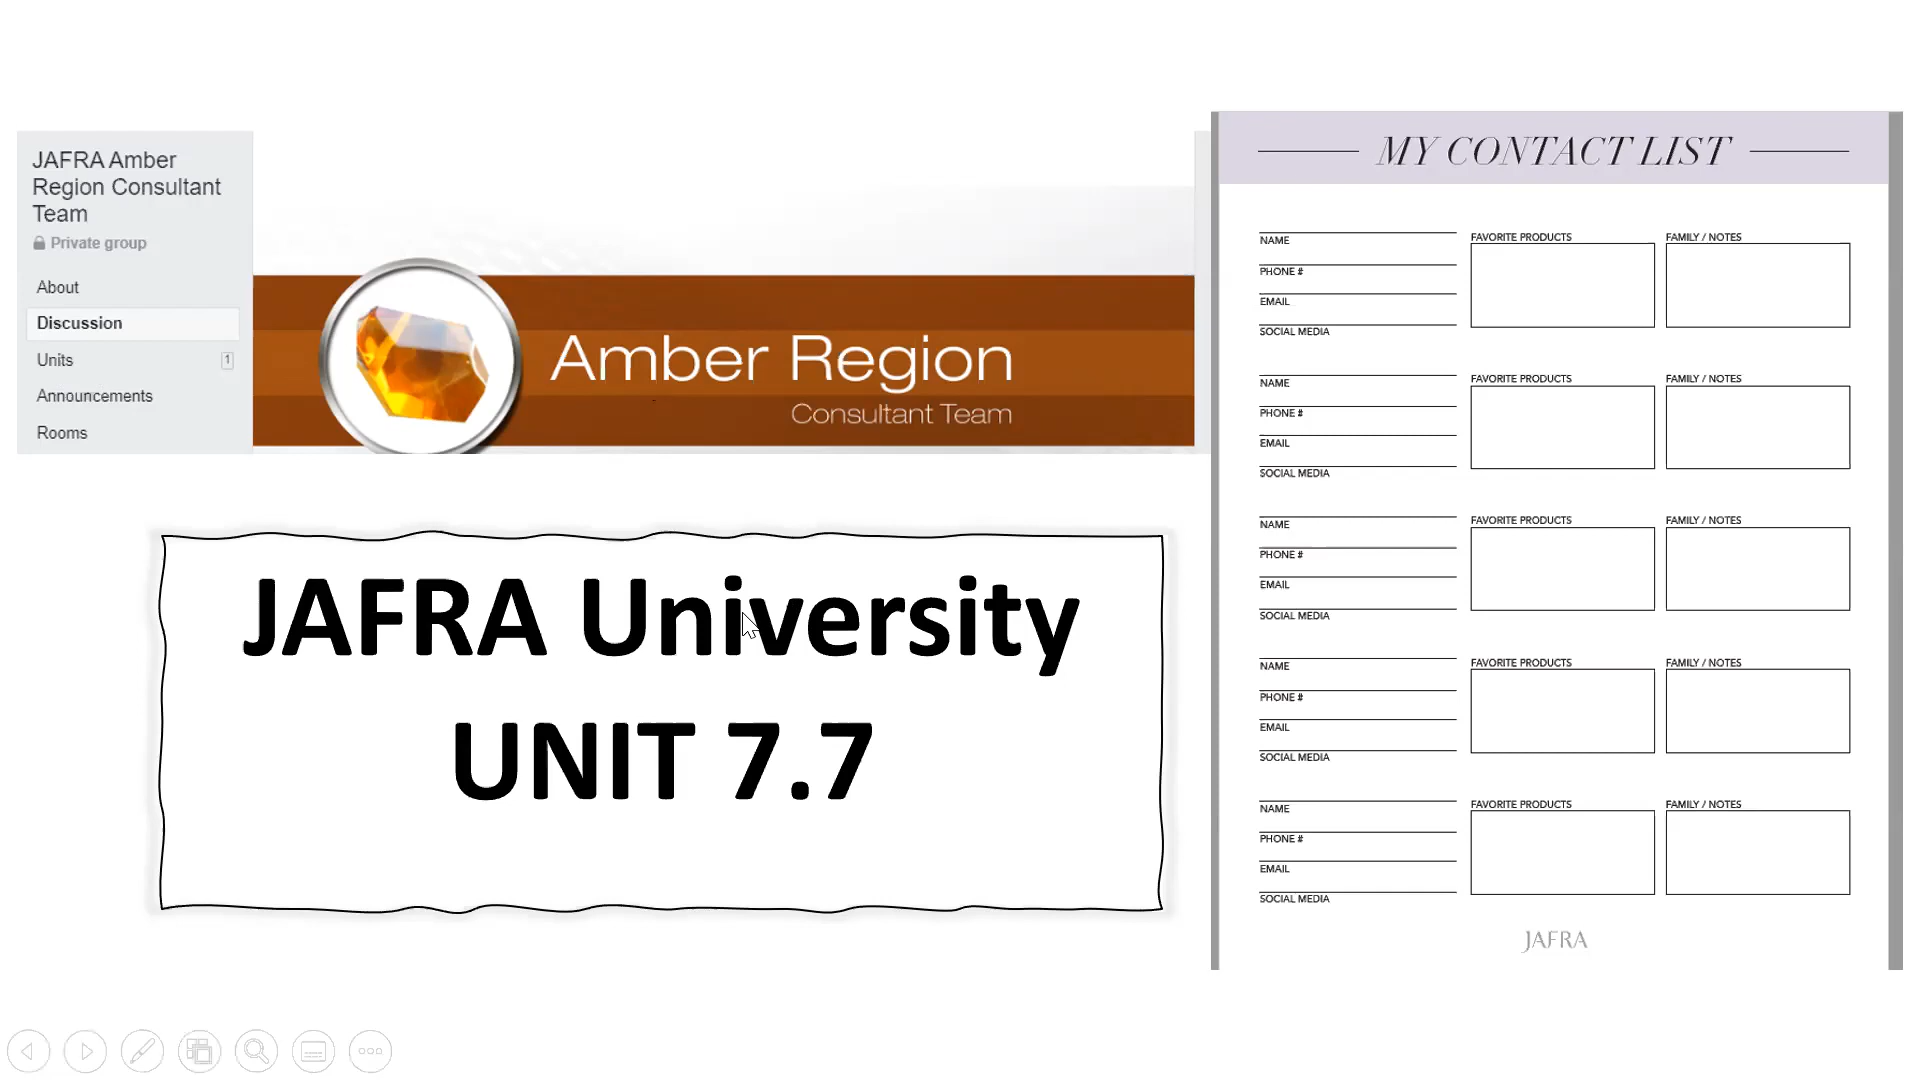 JAFRA Amber
Region Consultant
Team
Private group
About
Discussion
Units 1
Announcements
Rooms
Amber Region
Consultant Team
JAFRA University
UNIT 7.7
MY CONTACT LIST
NAME
PHONE #
EMAIL
SOCIAL MEDIA
FAVORITE PRODUCTS
FAMILY / NOTES
NAME
PHONE #
EMAIL
SOCIAL MEDIA
FAVORITE PRODUCTS
FAMILY / NOTES
NAME
PHONE #
EMAIL
SOCIAL MEDIA
FAVORITE PRODUCTS
FAMILY / NOTES
NAME
PHONE #
EMAIL
SOCIAL MEDIA
FAVORITE PRODUCTS
FAMILY / NOTES
NAME
PHONE #
EMAIL
SOCIAL MEDIA
FAVORITE PRODUCTS
FAMILY / NOTES
JAFRA